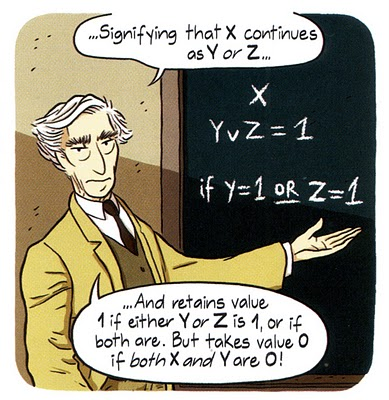 ...Signifying that X continues
as Y or Z...
X
Y∨Z=1
if Y=1 OR Z=1
...And retains value
1 if either Y or Z is 1, or if
both are. But takes value 0
if both X and Y are 0!